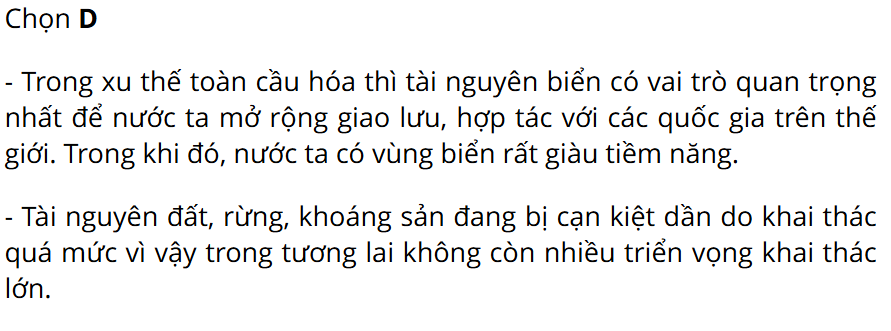 Chọn D
- Trong xu thế toàn cầu hóa thì tài nguyên biển có vai trò quan trọng
nhất để nước ta mở rộng giao lưu, hợp tác với các quốc gia trên thế
giới. Trong khi đó, nước ta có vùng biển rất giàu tiềm năng.
- Tài nguyên đất, rừng, khoáng sản đang bị cạn kiệt dần do khai thác
quá mức vì vậy trong tương lai không còn nhiều triển vọng khai thác
lớn.